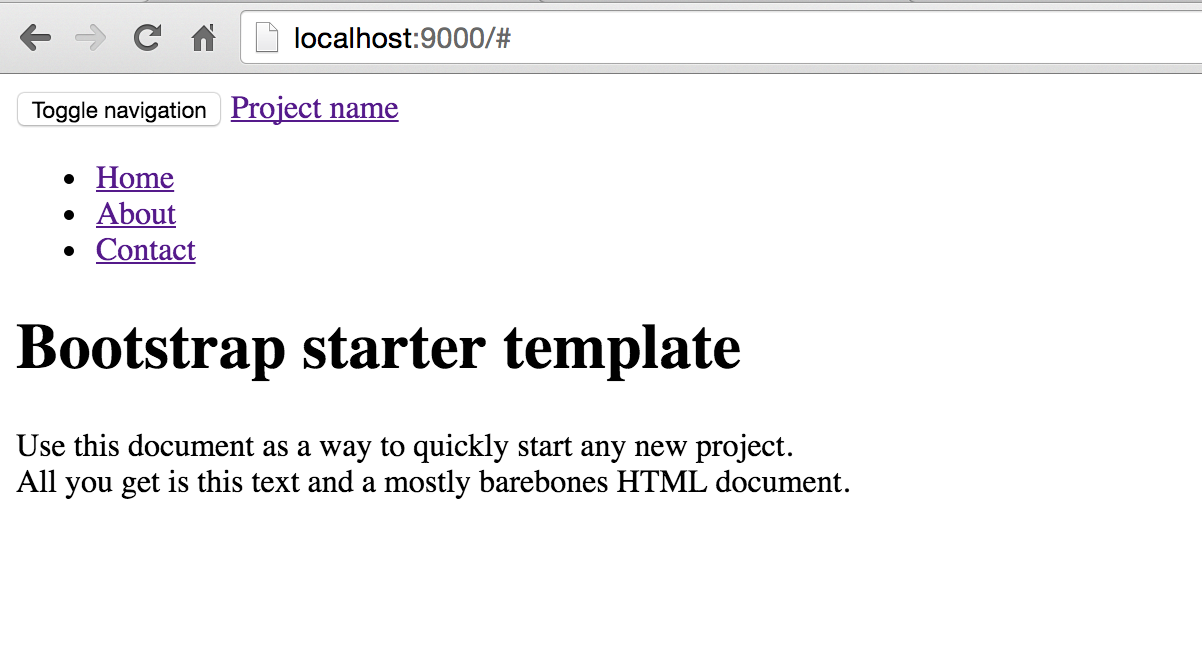 localhost:9000/#
Toggle navigation Project name
Home
About
Contact
Bootstrap starter template
Use this document as a way to quickly start any new project.
All you get is this text and a mostly barebones HTML document.